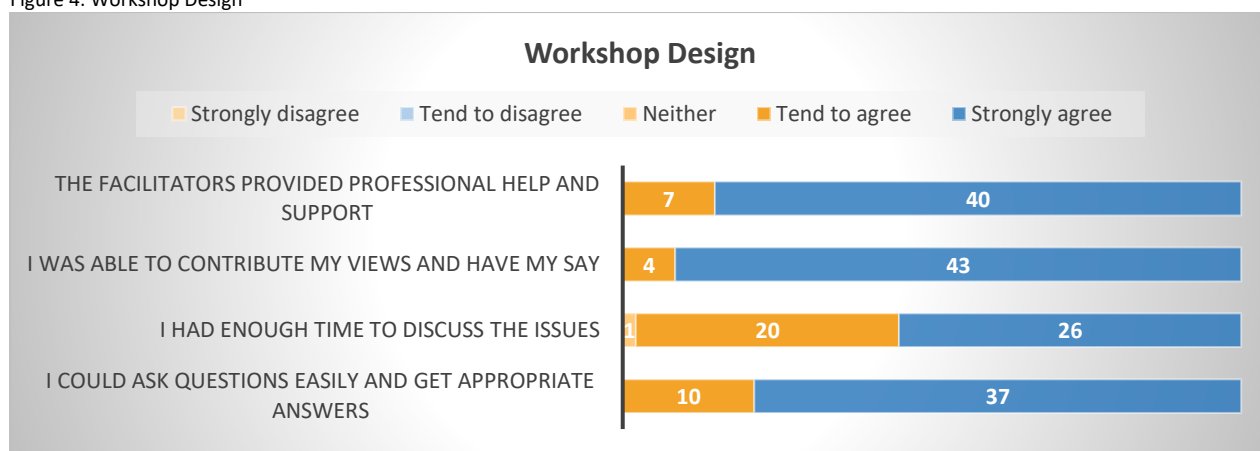 Figure 4: Workshop Design
Workshop Design
Strongly disagree Tend to disagree Neither Tend to agree Strongly agree
THE FACILITATORS PROVIDED PROFESSIONAL HELP AND
SUPPORT
7 40
I WAS ABLE TO CONTRIBUTE MY VIEWS AND HAVE MY SAY
4 43
I HAD ENOUGH TIME TO DISCUSS THE ISSUES
1 20 26
I COULD ASK QUESTIONS EASILY AND GET APPROPRIATE
ANSWERS
10 37